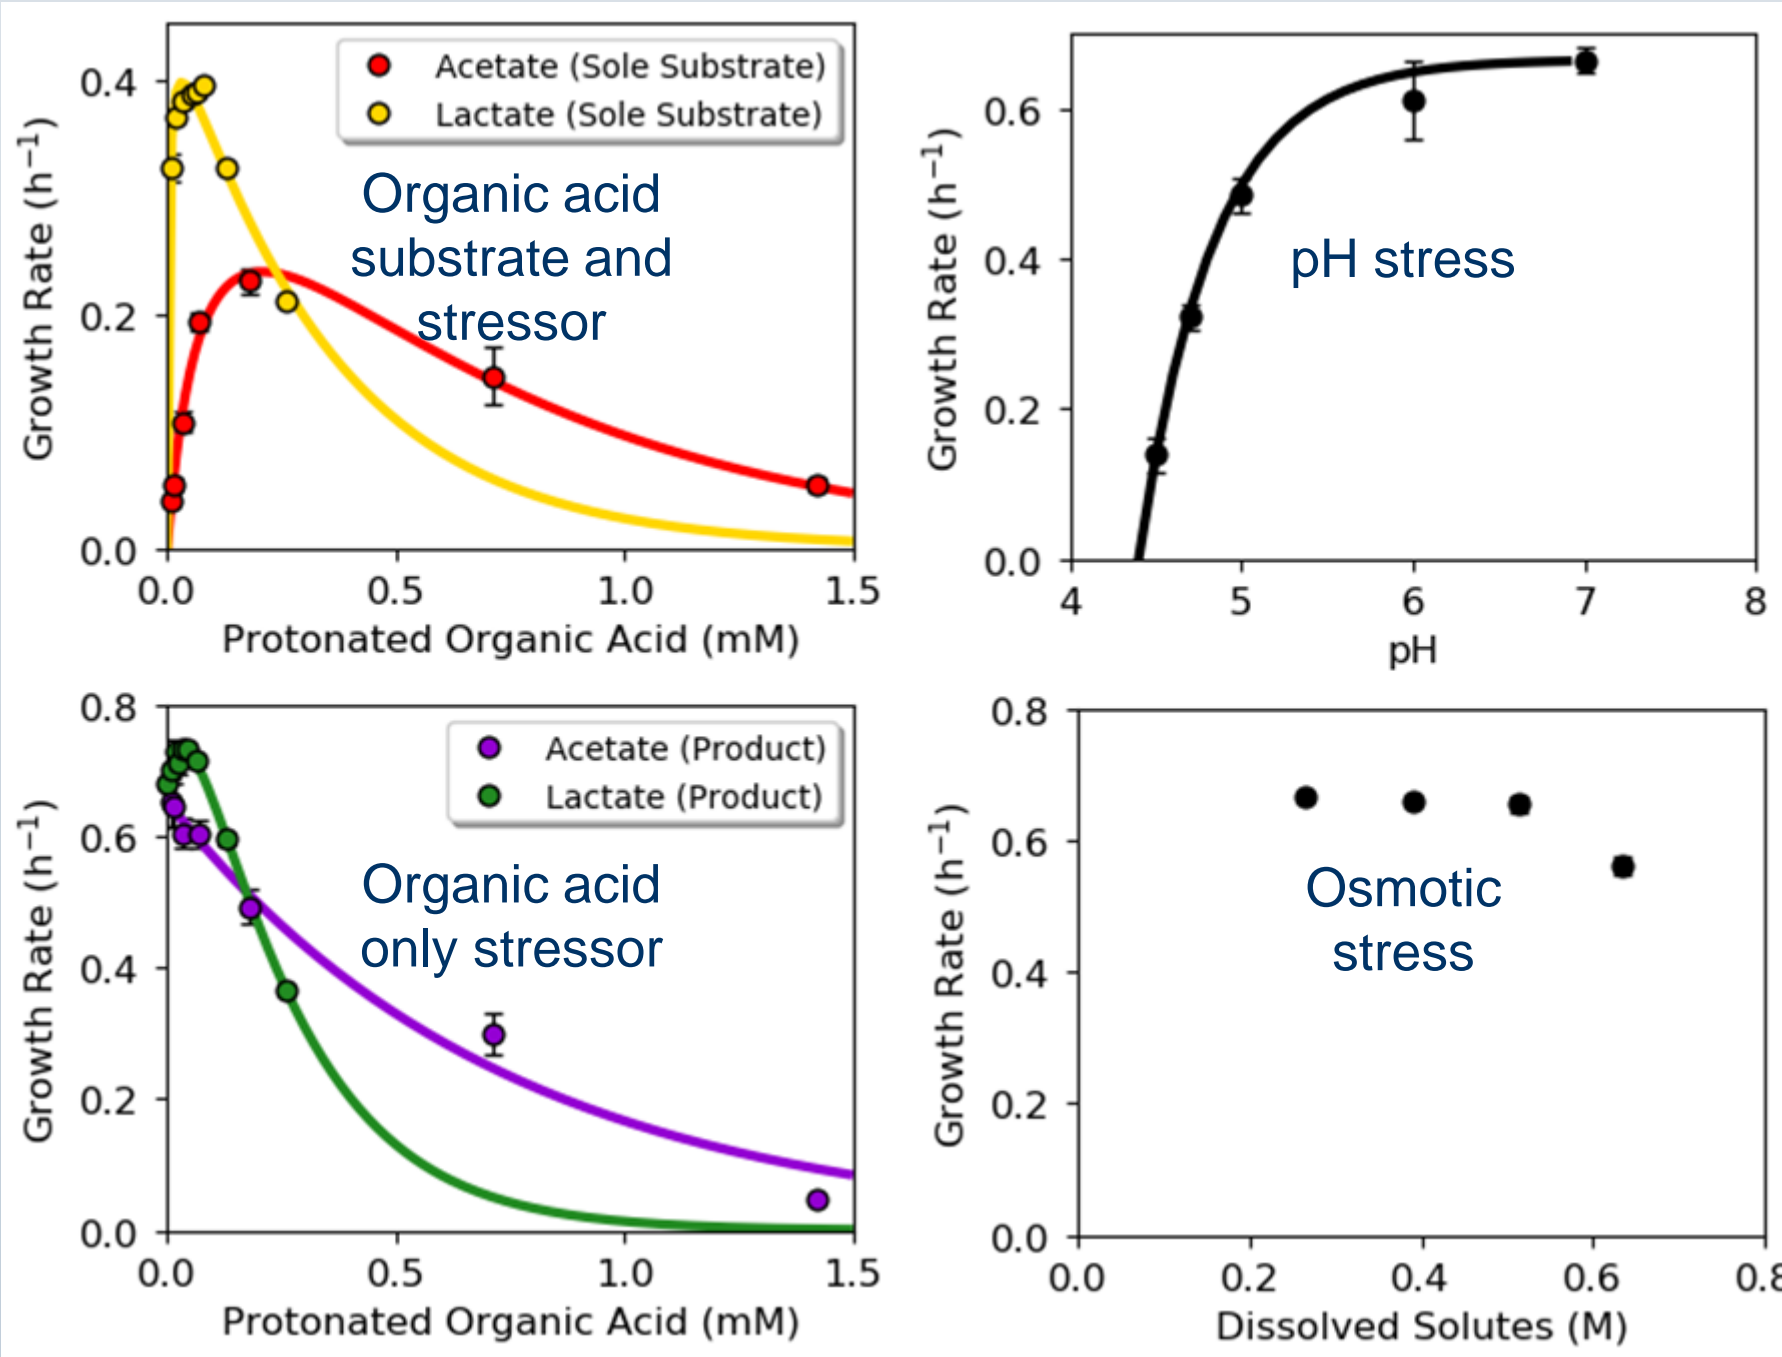 Acetate (Sole Substrate)
Lactate (Sole Substrate)
Organic acid
substrate and
stressor
Growth Rate (h⁻¹)
0.4
0.2
0.0
0.0 0.5 1.0 1.5
Protonated Organic Acid (mM)
pH stress
Growth Rate (h⁻¹)
0.6
0.4
0.2
0.0
4 5 6 7 8
pH
Acetate (Product)
Lactate (Product)
Organic acid
only stressor
Growth Rate (h⁻¹)
0.8
0.6
0.4
0.2
0.0
0.0 0.5 1.0 1.5
Protonated Organic Acid (mM)
Osmotic
stress
Growth Rate (h⁻¹)
0.8
0.6
0.4
0.2
0.0
0.0 0.2 0.4 0.6 0.8
Dissolved Solutes (M)